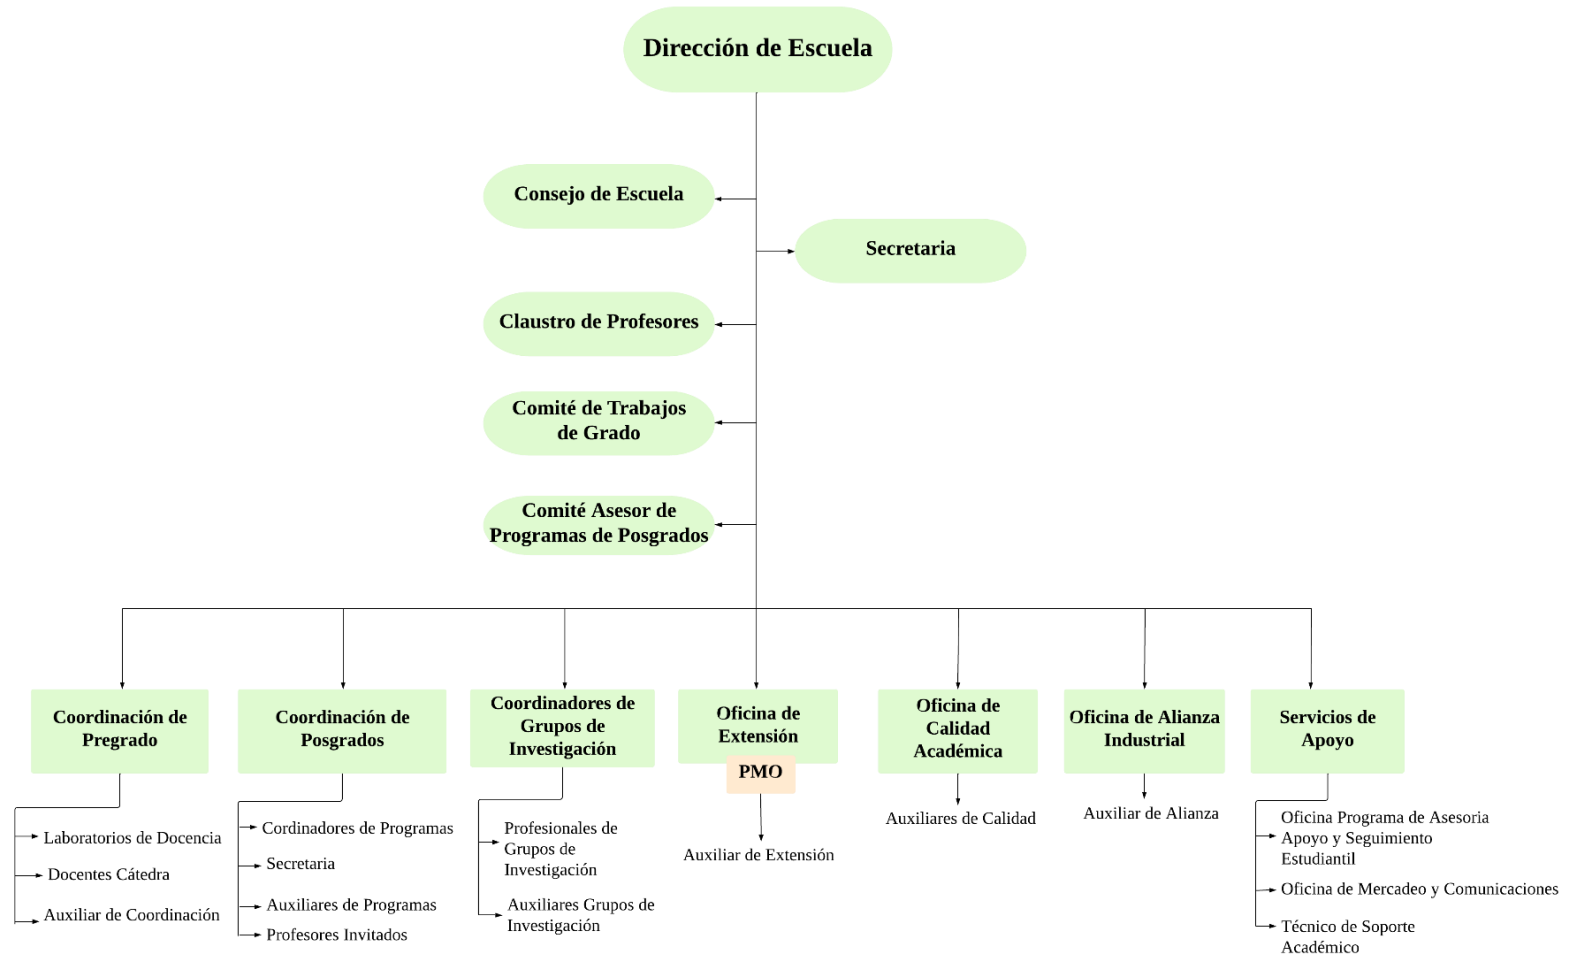 Dirección de Escuela
Consejo de Escuela
Secretaria
Claustro de Profesores
Comité de Trabajos
de Grado
Comité Asesor de
Programas de Posgrados
Coordinación de
Pregrado
Laboratorios de Docencia
Docentes Cátedra
Auxiliar de Coordinación
Coordinación de
Posgrados
Cordinadores de Programas
Secretaria
Auxiliares de Programas
Profesores Invitados
Coordinadores de
Grupos de
Investigación
Profesionales de
Grupos de
Investigación
Auxiliares Grupos de
Investigación
Oficina de
Extensión
PMO
Auxiliar de Extensión
Oficina de
Calidad
Académica
Auxiliares de Calidad
Oficina de Alianza
Industrial
Auxiliar de Alianza
Servicios de
Apoyo
Oficina Programa de Asesoria
Apoyo y Seguimiento
Estudiantil
Oficina de Mercadeo y Comunicaciones
Técnico de Soporte
Académico